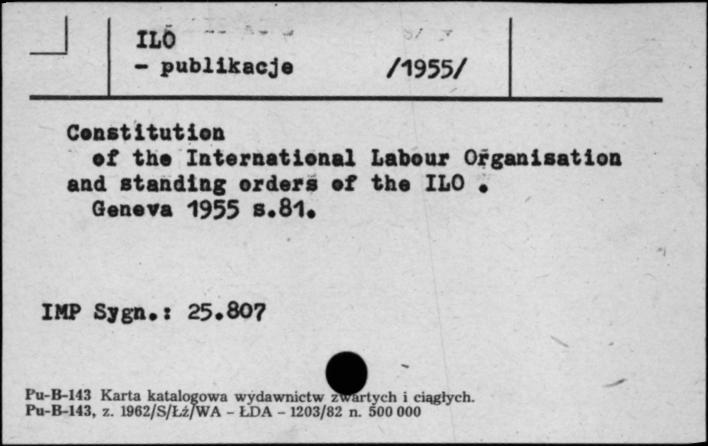 ILO
- publikacje /1955/
Constitution
of the International Labour Organisation
and standing orders of the ILO .
Geneva 1955 s.81.
IMP Sygn.: 25.807
Pu-B-143 Karta katalogowa wydawnictw zwartych i ciągłych.
Pu-B-143, z. 1962/S/Łź/WA - ŁDA - 1203/82 n. 500 000